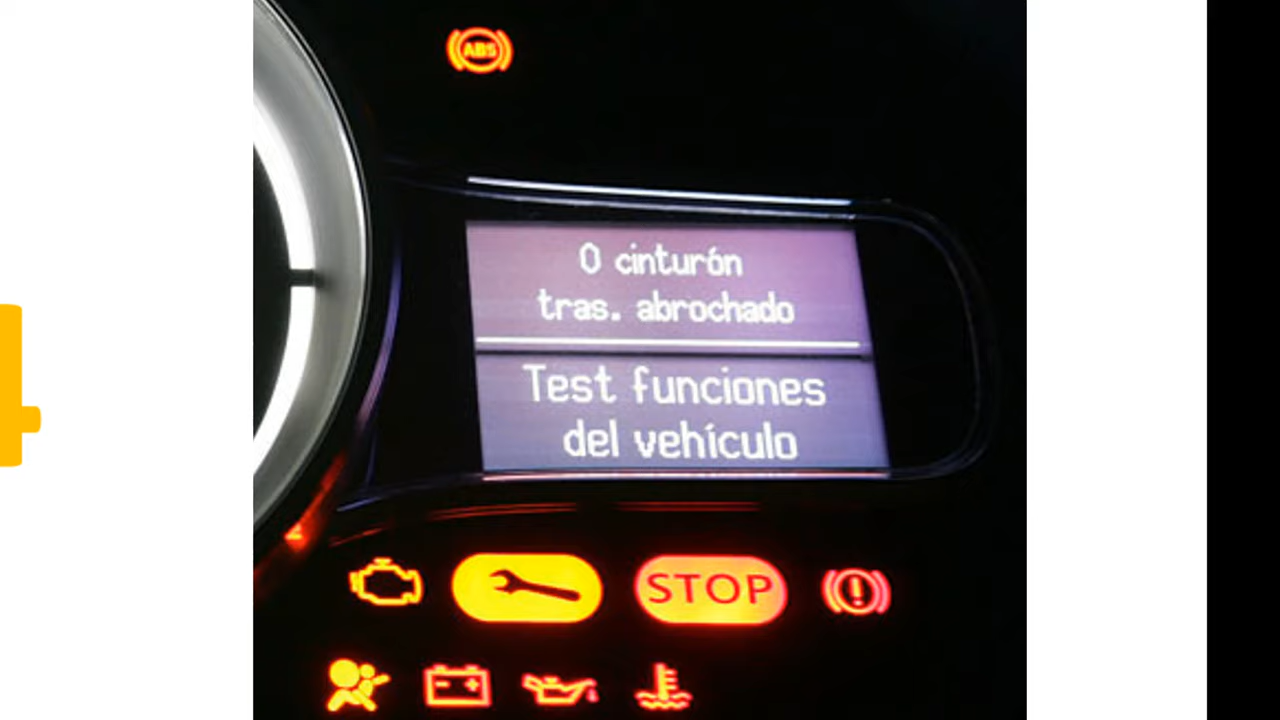 ABS
0 cinturón
tras. abrochado
Test funciones
del vehículo
STOP